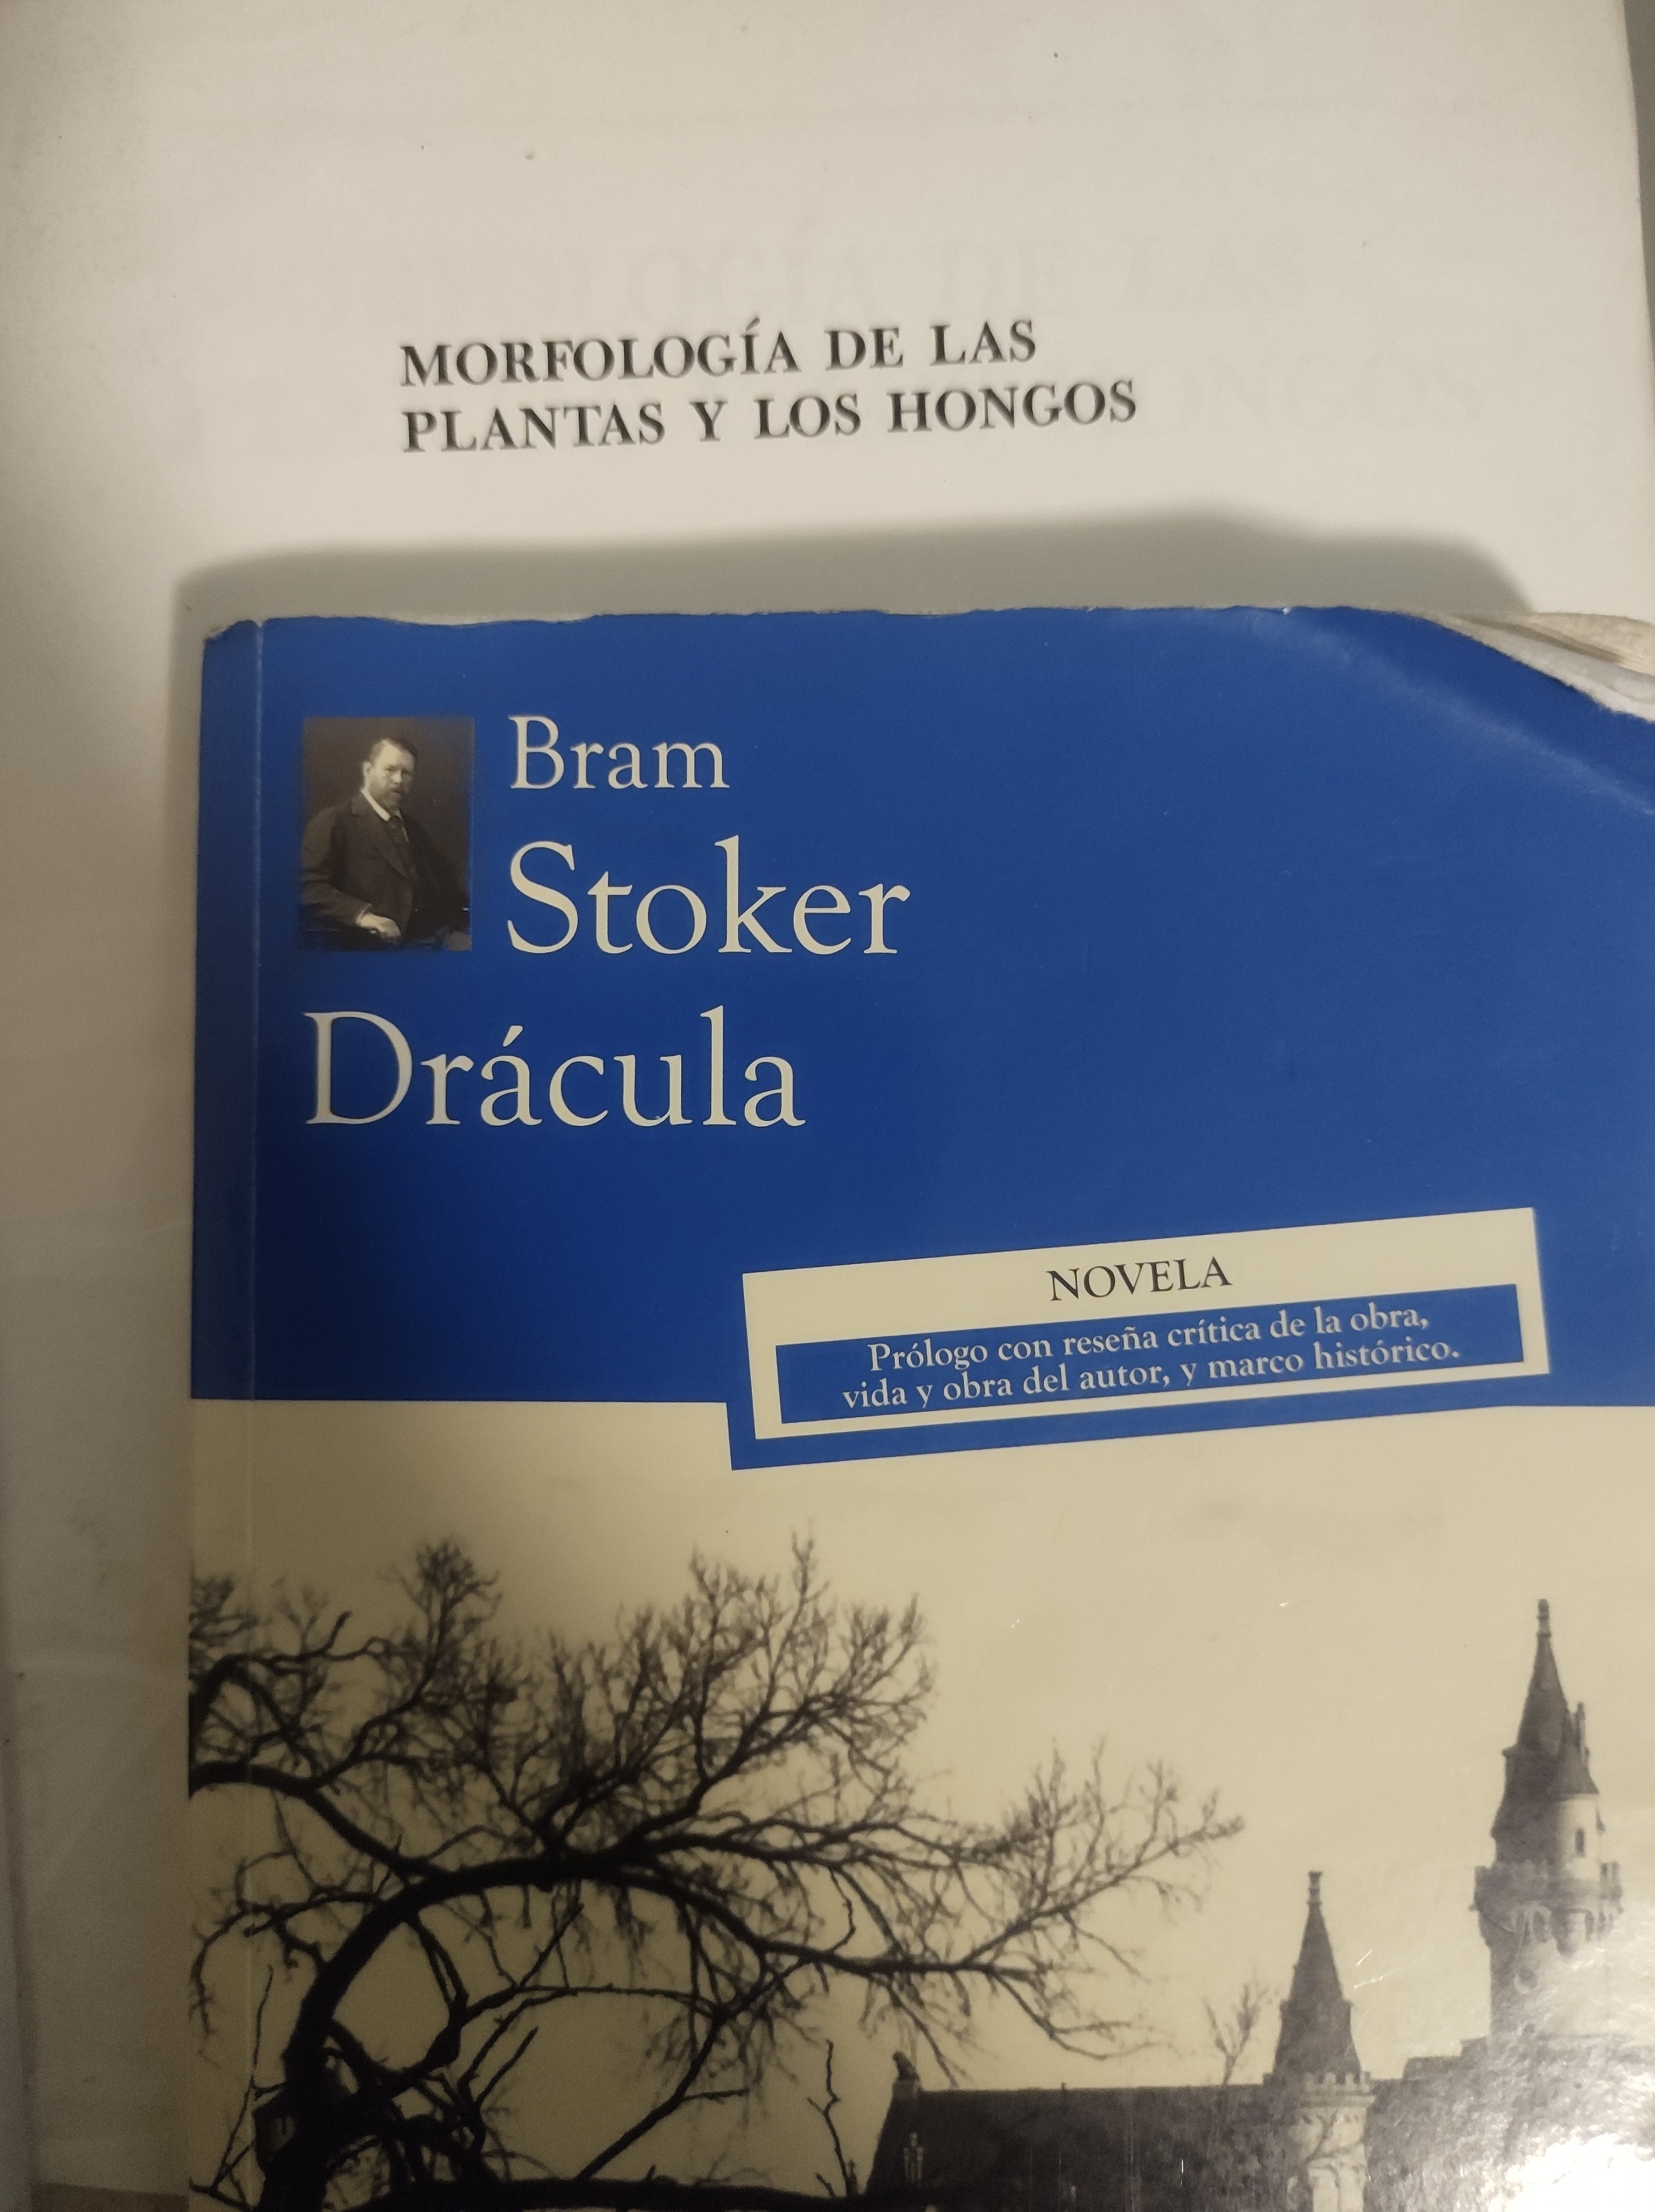 MORFOLOGÍA DE LAS
PLANTAS Y LOS HONGOS
Bram
Stoker
Drácula
NOVELA
Prólogo con reseña crítica de la obra,
vida y obra del autor, y marco histórico.